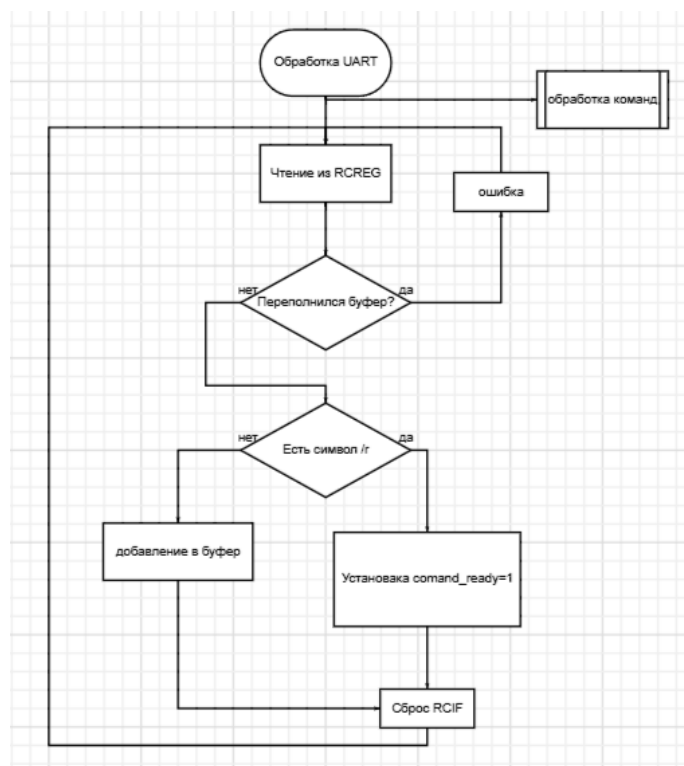 Обработка UART
обработка команд
Чтение из RCREG
ошибка
нет
да
Переполнился буфер?
нет
да
Есть символ /r
добавление в буфер
Установака comand_ready=1
Сброс RCIF